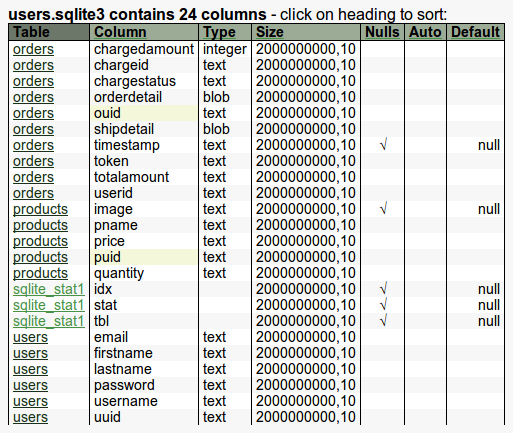 users.sqlite3 contains 24 columns - click on heading to sort:
Table Column Type Size Nulls Auto Default
orders chargedamount integer 2000000000,10
orders chargeid text 2000000000,10
orders chargestatus text 2000000000,10
orders orderdetail blob 2000000000,10
orders ouid text 2000000000,10
orders shipdetail blob 2000000000,10
orders timestamp text 2000000000,10 √ null
orders token text 2000000000,10
orders totalamount text 2000000000,10
orders userid text 2000000000,10
products image text 2000000000,10 √ null
products pname text 2000000000,10
products price text 2000000000,10
products puid text 2000000000,10
products quantity text 2000000000,10
sqlite_stat1 idx 2000000000,10 √ null
sqlite_stat1 stat 2000000000,10 √ null
sqlite_stat1 tbl 2000000000,10 √ null
users email text 2000000000,10
users firstname text 2000000000,10
users lastname text 2000000000,10
users password text 2000000000,10
users username text 2000000000,10
users uuid text 2000000000,10